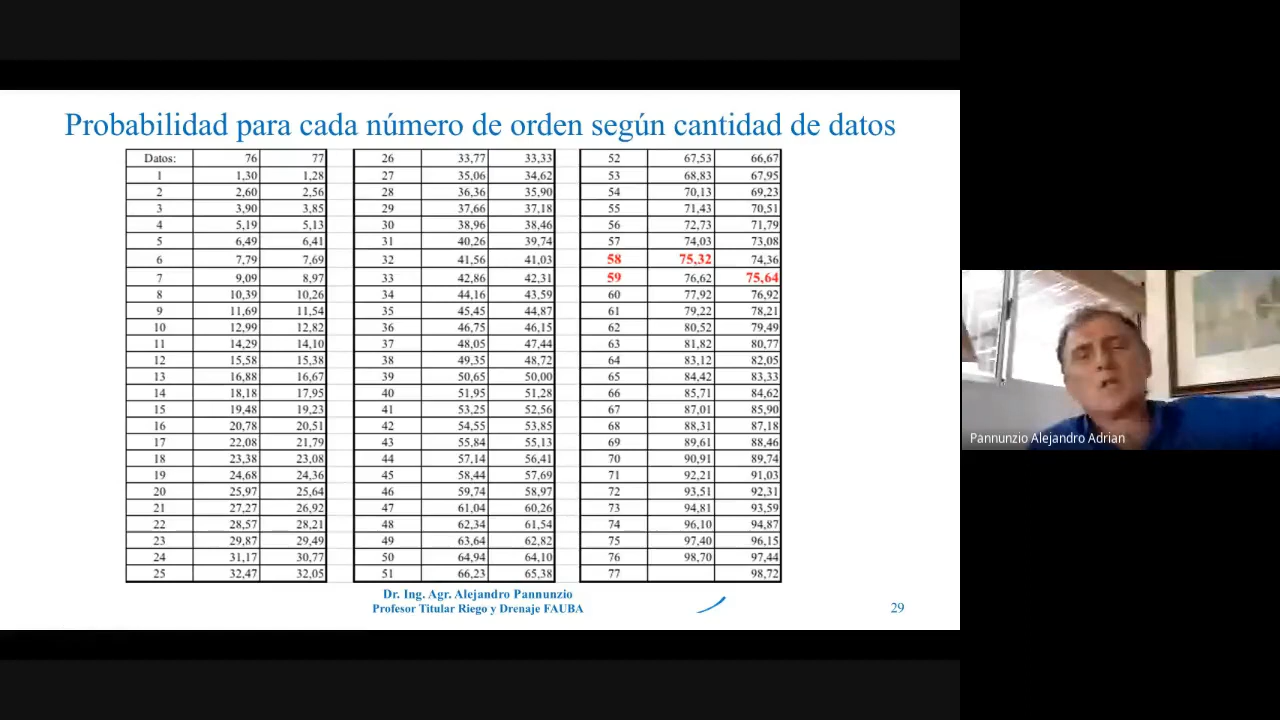 Probabilidad para cada número de orden según cantidad de datos
Datos: 76 77
1 1,30 1,28
2 2,60 2,56
3 3,90 3,85
4 5,19 5,13
5 6,49 6,41
6 7,79 7,69
7 9,09 8,97
8 10,39 10,26
9 11,69 11,54
10 12,99 12,82
11 14,29 14,10
12 15,58 15,38
13 16,88 16,67
14 18,18 17,95
15 19,48 19,23
16 20,78 20,51
17 22,08 21,79
18 23,38 23,08
19 24,68 24,36
20 25,97 25,64
21 27,27 26,92
22 28,57 28,21
23 29,87 29,49
24 31,17 30,77
25 32,47 32,05
26 33,77 33,33
27 35,06 34,62
28 36,36 35,90
29 37,66 37,18
30 38,96 38,46
31 40,26 39,74
32 41,56 41,03
33 42,86 42,31
34 44,16 43,59
35 45,45 44,87
36 46,75 46,15
37 48,05 47,44
38 49,35 48,72
39 50,65 50,00
40 51,95 51,28
41 53,25 52,56
42 54,55 53,85
43 55,84 55,13
44 57,14 56,41
45 58,44 57,69
46 59,74 58,97
47 61,04 60,26
48 62,34 61,54
49 63,64 62,82
50 64,94 64,10
51 66,23 65,38
52 67,53 66,67
53 68,83 67,95
54 70,13 69,23
55 71,43 70,51
56 72,73 71,79
57 74,03 73,08
58 75,32 74,36
59 76,62 75,64
60 77,92 76,92
61 79,22 78,21
62 80,52 79,49
63 81,82 80,77
64 83,12 82,05
65 84,42 83,33
66 85,71 84,62
67 87,01 85,90
68 88,31 87,18
69 89,61 88,46
70 90,91 89,74
71 92,21 91,03
72 93,51 92,31
73 94,81 93,59
74 96,10 94,87
75 97,40 96,15
76 98,70 97,44
77 98,72
Dr. Ing. Agr. Alejandro Pannunzio
Profesor Titular Riego y Drenaje FAUBA
29
Pannunzio Alejandro Adrian